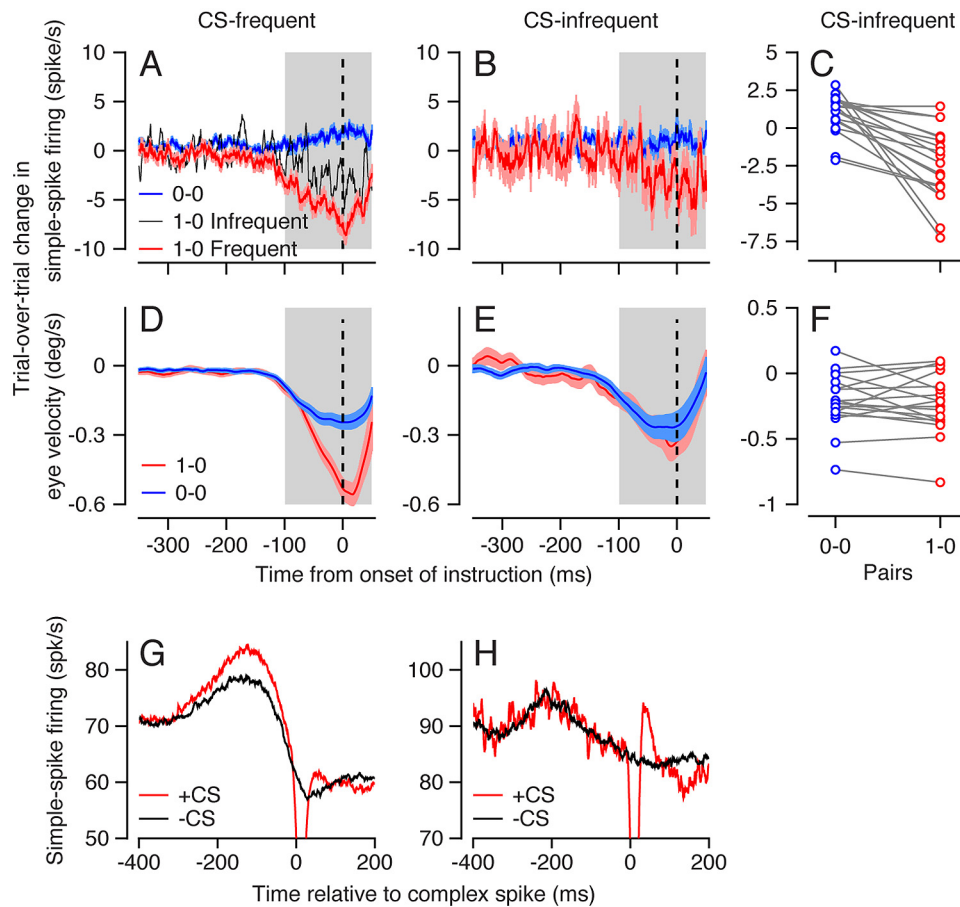 CS-frequent CS-infrequent CS-infrequent
Trial-over-trial change in
simple-spike firing (spike/s)
A B C
10 10 2.5
5 5 0
0 0 -2.5
-5 -5 -5
-10 -10 -7.5
0-0
1-0 Infrequent
1-0 Frequent
eye velocity (deg/s)
D E F
0 0 0.5
-0.3 -0.3 0
-0.6 -0.6 -0.5
-1
1-0
0-0
-300 -200 -100 0 -300 -200 -100 0 0-0 1-0
Time from onset of instruction (ms) Pairs
Simple-spike firing (spk/s)
G H
80 100
70 90
60 80
50 70
+CS +CS
-CS -CS
-400 -200 0 200 -400 -200 0 200
Time relative to complex spike (ms)